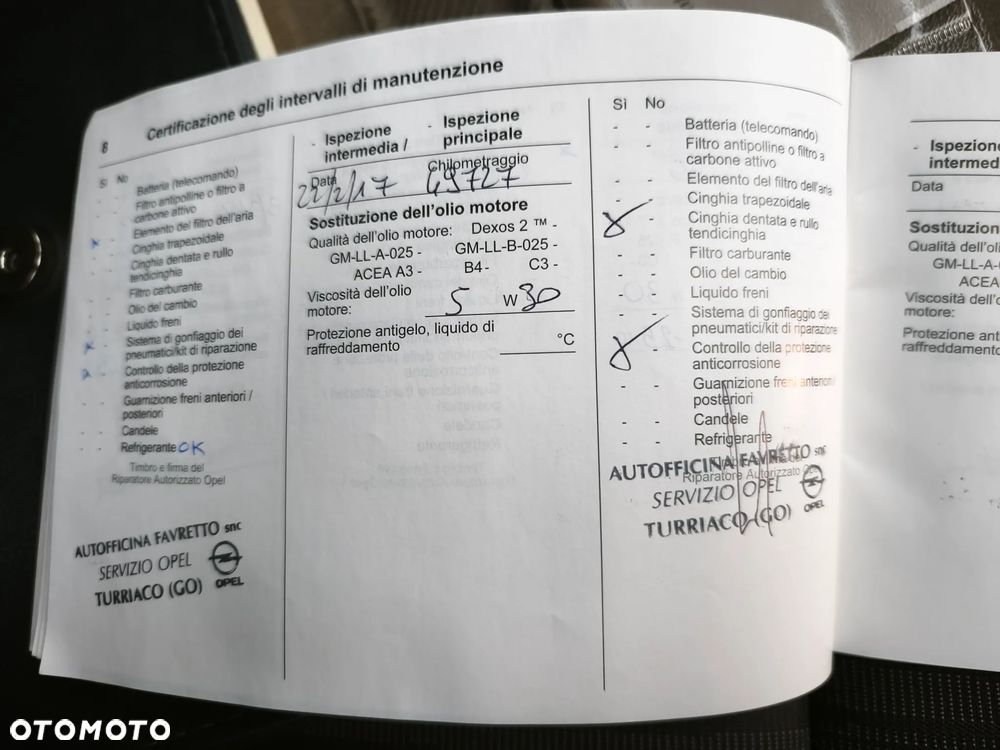 8 Certificazione degli intervalli di manutenzione
Sì No
- - Batteria (telecomando)
- - Filtro antipolline o filtro a
carbone attivo
- - Elemento del filtro dell'aria
x - Cinghia trapezoidale
- - Cinghia dentata e rullo
tendicinghia
- - Filtro carburante
- - Olio del cambio
- - Liquido freni
x - Sistema di gonfiaggio dei
pneumatici/kit di riparazione
x - Controllo della protezione
anticorrosione
- - Guarnizione freni anteriori /
posteriori
- - Candele
- - Refrigerante OK
Timbro e firma del
Riparatore Autorizzato Opel
AUTOFFICINA FAVRETTO snc
SERVIZIO OPEL
TURRIACO (GO) OPEL
- Ispezione
intermedia /
- Ispezione
principale
Data Chilometraggio
22/2/17 49727
Sostituzione dell'olio motore
Qualità dell'olio motore: Dexos 2 ™ -
GM-LL-A-025 - GM-LL-B-025 -
ACEA A3 - B4 - C3 -
Viscosità dell'olio
motore: 5 W 30
Protezione antigelo, liquido di
raffreddamento °C
Sì No
- - Batteria (telecomando)
- - Filtro antipolline o filtro a
carbone attivo
- - Elemento del filtro dell'aria
- - Cinghia trapezoidale
x - Cinghia dentata e rullo
tendicinghia
- - Filtro carburante
- - Olio del cambio
- - Liquido freni
- - Sistema di gonfiaggio dei
pneumatici/kit di riparazione
x - Controllo della protezione
anticorrosione
- - Guarnizione freni anteriori
posteriori
- - Candele
- - Refrigerante
Riparatore Autorizzato
AUTOFFICINA FAVRETTO snc
SERVIZIO OPEL
TURRIACO (GO) OPEL
- Ispezione
intermed
Data
Sostituzion
Qualità dell'oli
GM-LL-A-
ACEA
Viscosità dell'o
motore:
Protezione ant
raffreddamento
OTOMOTO